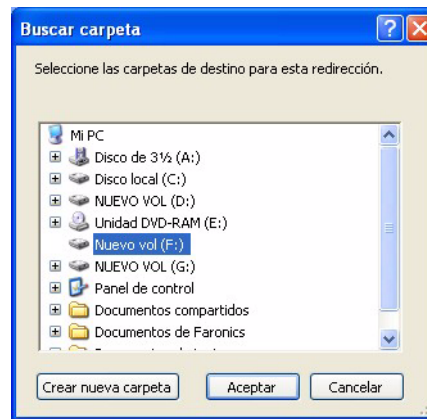 Buscar carpeta
Seleccione las carpetas de destino para esta redirección.
Mi PC
Disco de 3½ (A:)
Disco local (C:)
NUEVO VOL (D:)
Unidad DVD-RAM (E:)
Nuevo vol (F:)
NUEVO VOL (G:)
Panel de control
Documentos compartidos
Documentos de Faronics
Crear nueva carpeta Aceptar Cancelar